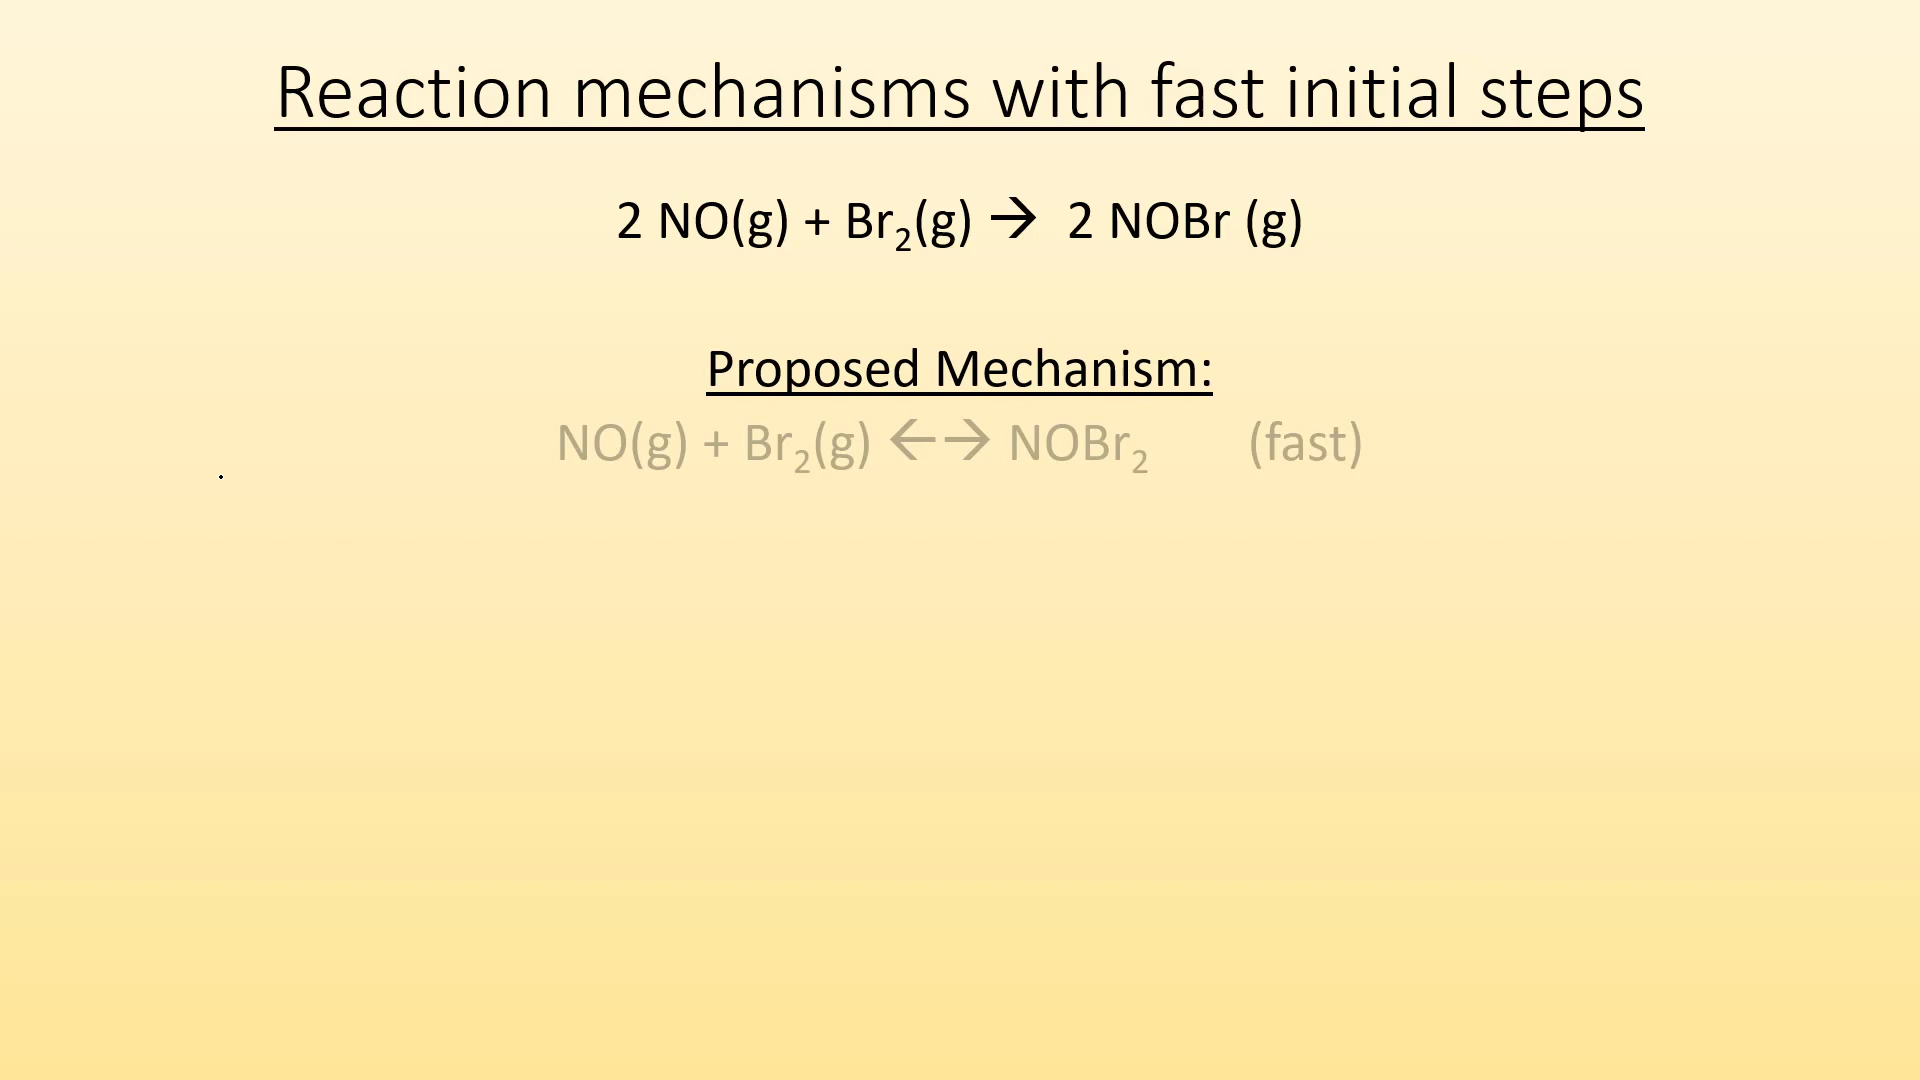 Reaction mechanisms with fast initial steps
2 NO(g) + Br₂(g) → 2 NOBr (g)
Proposed Mechanism:
NO(g) + Br₂(g) ←→ NOBr₂ (fast)